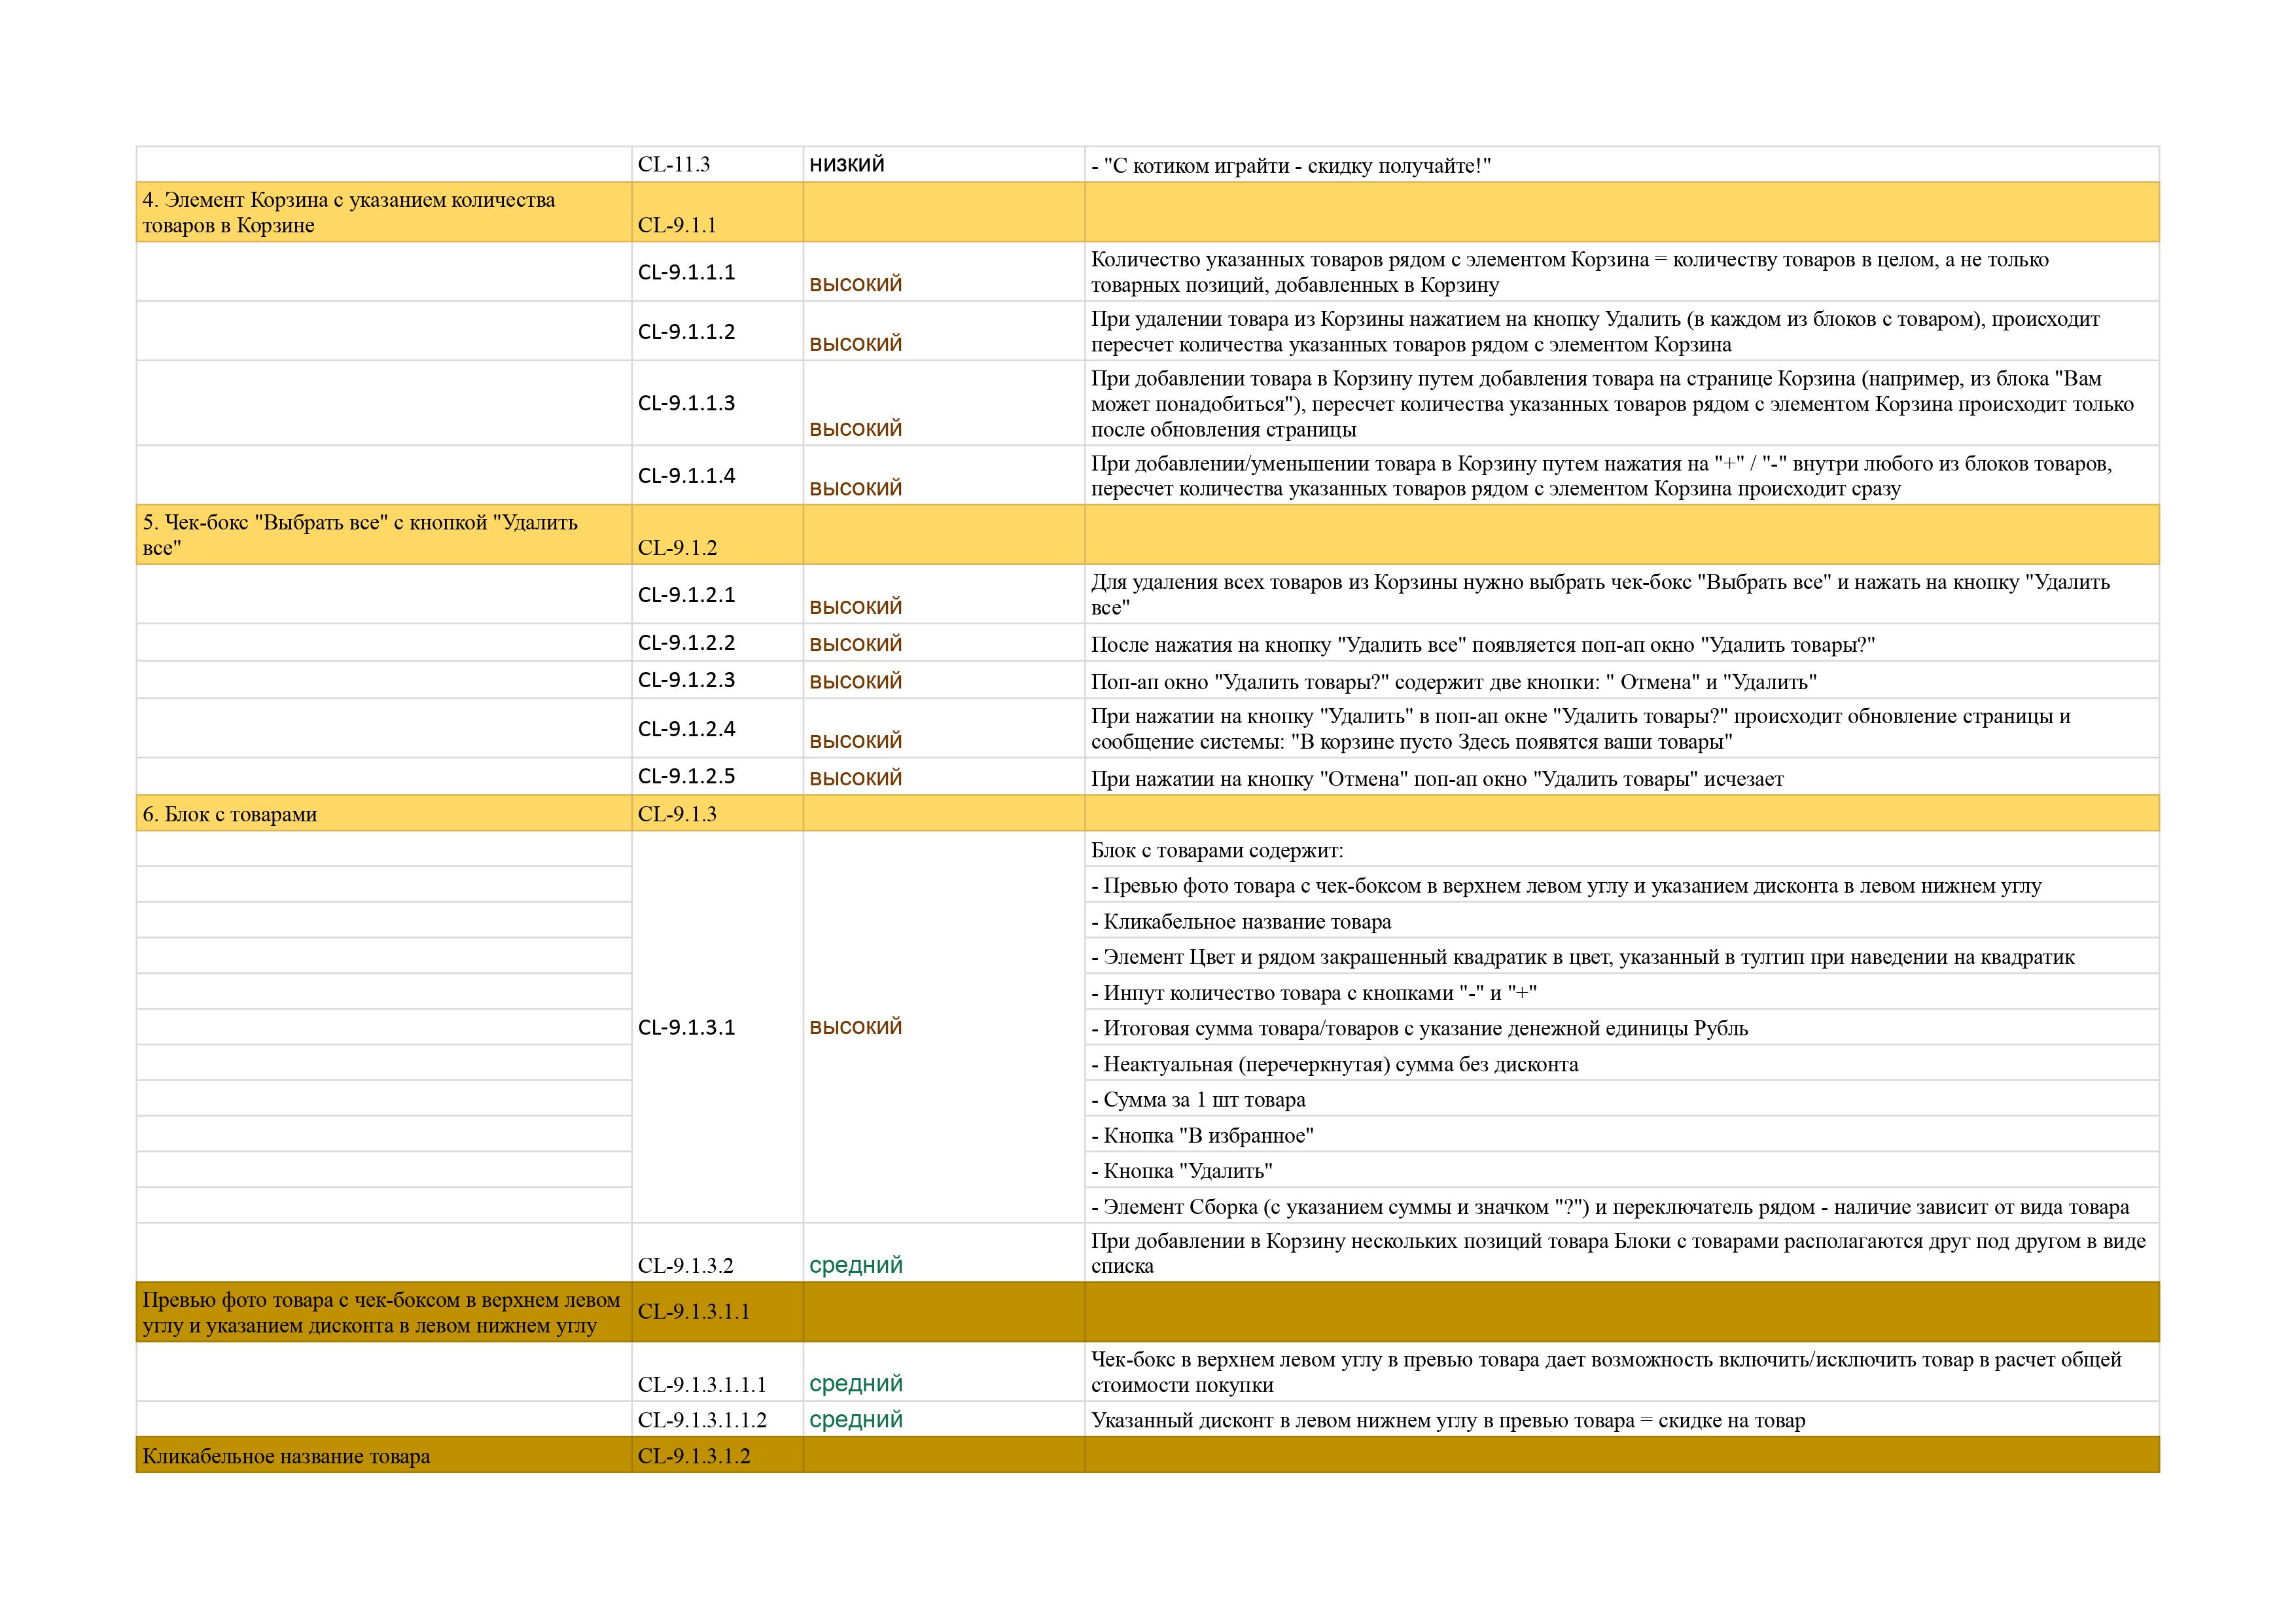 CL-11.3 низкий - "С котиком играйти - скидку получайте!"
4. Элемент Корзина с указанием количества
товаров в Корзине CL-9.1.1
CL-9.1.1.1 высокий Количество указанных товаров рядом с элементом Корзина = количеству товаров в целом, а не только
товарных позиций, добавленных в Корзину
CL-9.1.1.2 высокий При удалении товара из Корзины нажатием на кнопку Удалить (в каждом из блоков с товаром), происходит
пересчет количества указанных товаров рядом с элементом Корзина
CL-9.1.1.3 высокий При добавлении товара в Корзину путем добавления товара на странице Корзина (например, из блока "Вам
может понадобиться"), пересчет количества указанных товаров рядом с элементом Корзина происходит только
после обновления страницы
CL-9.1.1.4 высокий При добавлении/уменьшении товара в Корзину путем нажатия на "+" / "-" внутри любого из блоков товаров,
пересчет количества указанных товаров рядом с элементом Корзина происходит сразу
5. Чек-бокс "Выбрать все" с кнопкой "Удалить
все" CL-9.1.2
CL-9.1.2.1 высокий Для удаления всех товаров из Корзины нужно выбрать чек-бокс "Выбрать все" и нажать на кнопку "Удалить
все"
CL-9.1.2.2 высокий После нажатия на кнопку "Удалить все" появляется поп-ап окно "Удалить товары?"
CL-9.1.2.3 высокий Поп-ап окно "Удалить товары?" содержит две кнопки: " Отмена" и "Удалить"
CL-9.1.2.4 высокий При нажатии на кнопку "Удалить" в поп-ап окне "Удалить товары?" происходит обновление страницы и
сообщение системы: "В корзине пусто Здесь появятся ваши товары"
CL-9.1.2.5 высокий При нажатии на кнопку "Отмена" поп-ап окно "Удалить товары" исчезает
6. Блок с товарами CL-9.1.3
CL-9.1.3.1 высокий Блок с товарами содержит:
- Превью фото товара с чек-боксом в верхнем левом углу и указанием дисконта в левом нижнем углу
- Кликабельное название товара
- Элемент Цвет и рядом закрашенный квадратик в цвет, указанный в тултип при наведении на квадратик
- Инпут количество товара с кнопками "-" и "+"
- Итоговая сумма товара/товаров с указание денежной единицы Рубль
- Неактуальная (перечеркнутая) сумма без дисконта
- Сумма за 1 шт товара
- Кнопка "В избранное"
- Кнопка "Удалить"
- Элемент Сборка (с указанием суммы и значком "?") и переключатель рядом - наличие зависит от вида товара
CL-9.1.3.2 средний При добавлении в Корзину нескольких позиций товара Блоки с товарами располагаются друг под другом в виде
списка
Превью фото товара с чек-боксом в верхнем левом
углу и указанием дисконта в левом нижнем углу CL-9.1.3.1.1
CL-9.1.3.1.1.1 средний Чек-бокс в верхнем левом углу в превью товара дает возможность включить/исключить товар в расчет общей
стоимости покупки
CL-9.1.3.1.1.2 средний Указанный дисконт в левом нижнем углу в превью товара = скидке на товар
Кликабельное название товара CL-9.1.3.1.2